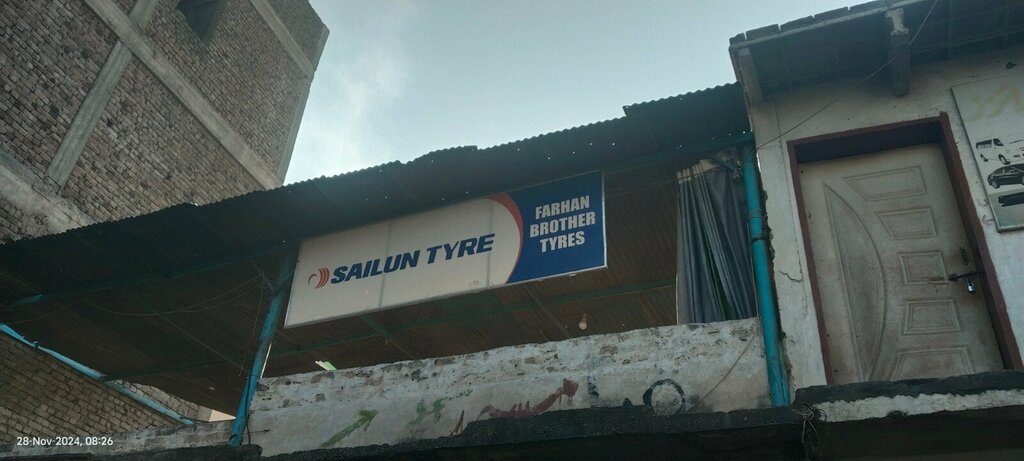 SAILUN TYRE
FARHAN
BROTHER
TYRES
28-Nov-2024, 08:26